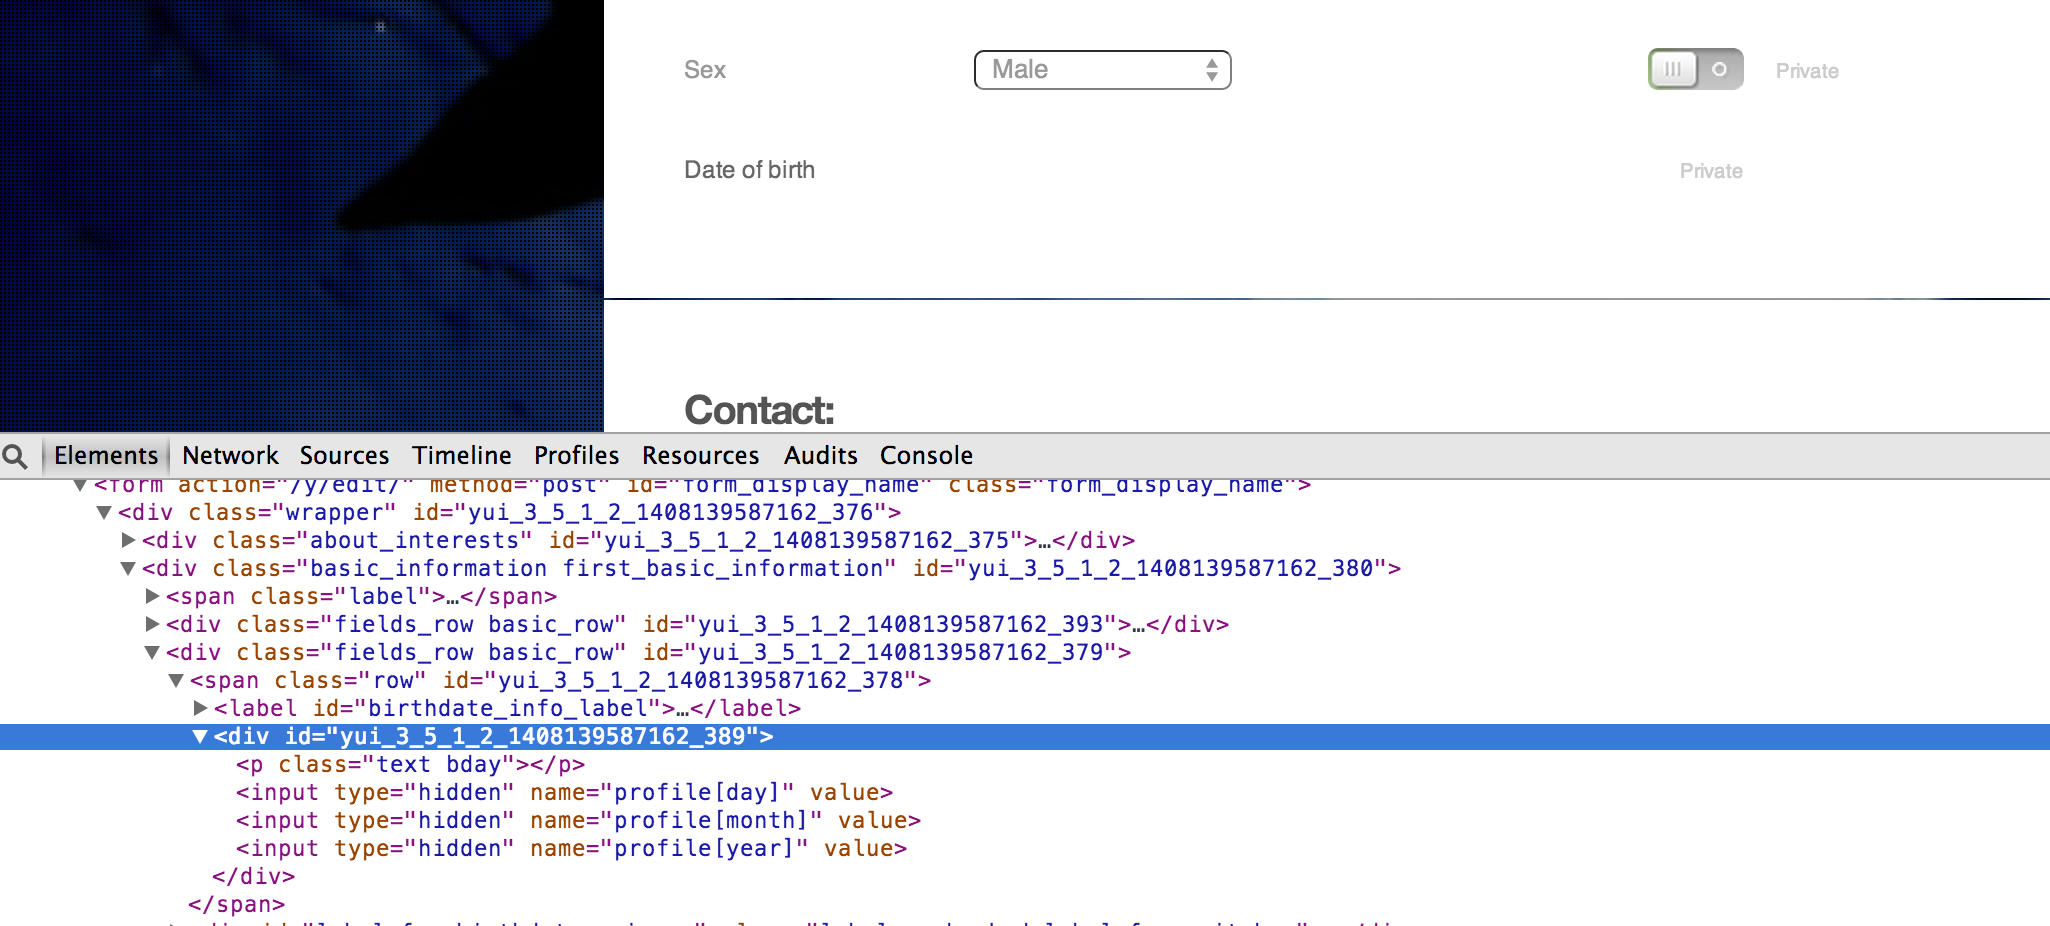 Sex Male Private
Date of birth Private
Contact:
Elements Network Sources Timeline Profiles Resources Audits Console
<form action="/y/edit/" method="post" id="form_display_name" class="form_display_name">
<div class="wrapper" id="yui_3_5_1_2_1408139587162_376">
<div class="about_interests" id="yui_3_5_1_2_1408139587162_375">…</div>
<div class="basic_information first_basic_information" id="yui_3_5_1_2_1408139587162_380">
<span class="label">…</span>
<div class="fields_row basic_row" id="yui_3_5_1_2_1408139587162_393">…</div>
<div class="fields_row basic_row" id="yui_3_5_1_2_1408139587162_379">
<span class="row" id="yui_3_5_1_2_1408139587162_378">
<label id="birthdate_info_label">…</label>
<div id="yui_3_5_1_2_1408139587162_389">
<p class="text bday"></p>
<input type="hidden" name="profile[day]" value>
<input type="hidden" name="profile[month]" value>
<input type="hidden" name="profile[year]" value>
</div>
</span>